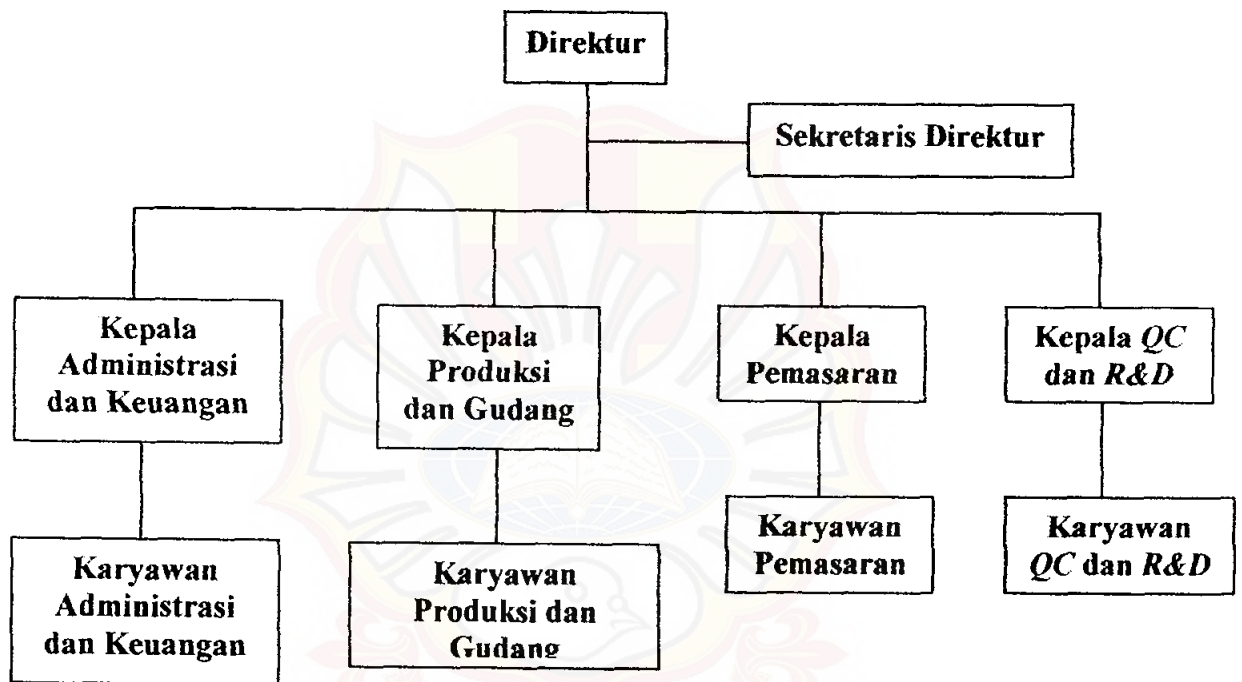 Direktur
Sekretaris Direktur
Kepala
Administrasi
dan Keuangan
Kepala
Produksi
dan Gudang
Kepala
Pemasaran
Kepala QC
dan R&D
Karyawan
Administrasi
dan Keuangan
Karyawan
Produksi dan
Gudang
Karyawan
Pemasaran
Karyawan
QC dan R&D